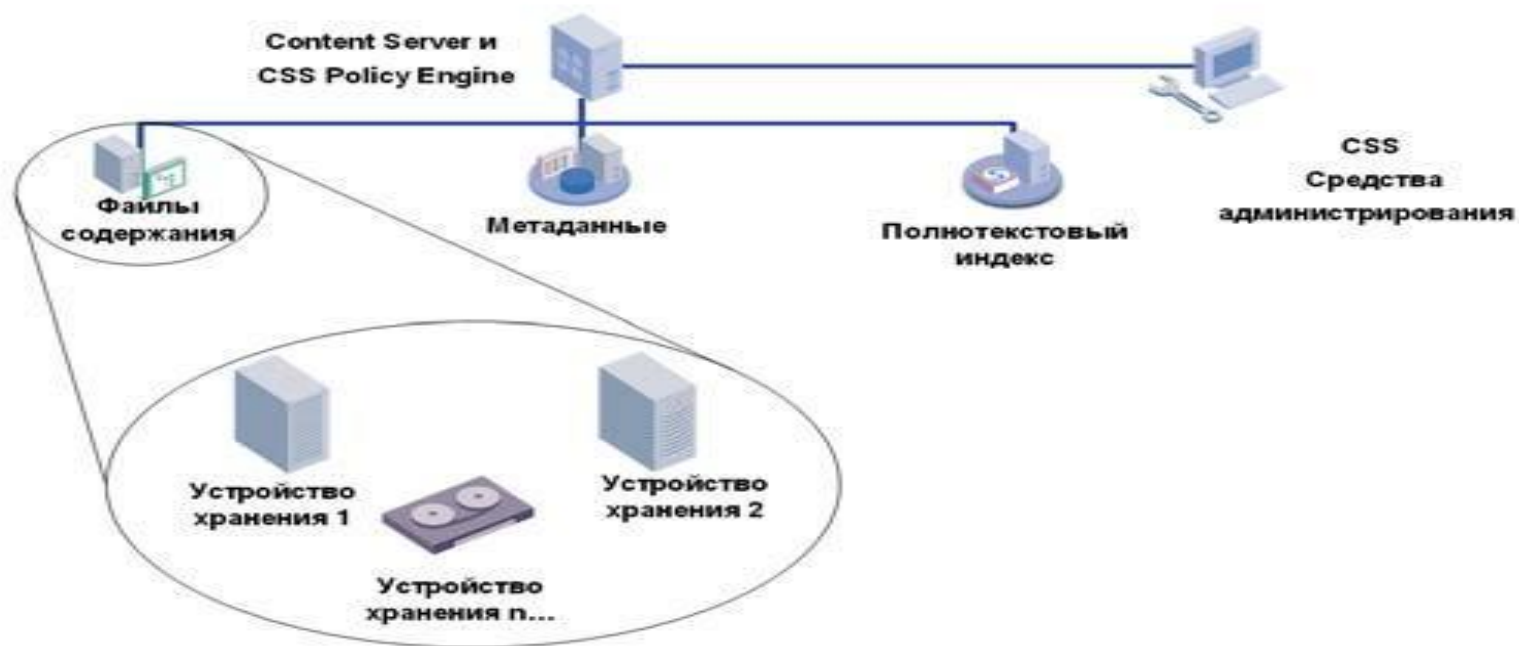 Content Server и
CSS Policy Engine
Файлы
содержания
Метаданные
Полнотекстовый
индекс
CSS
Средства
администрирования
Устройство
хранения 1
Устройство
хранения 2
Устройство
хранения n...